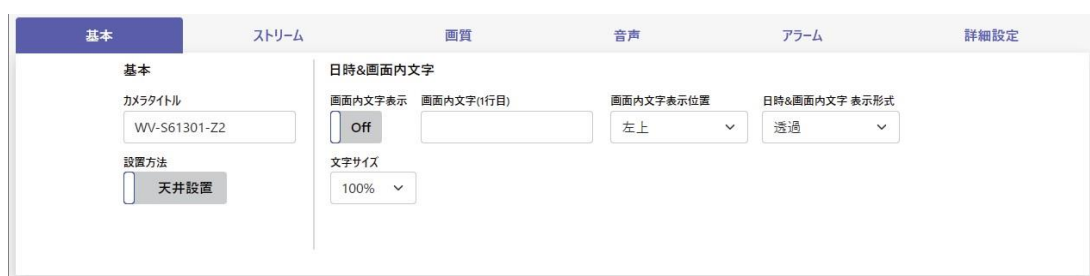 基本 ストリーム 画質 音声 アラーム 詳細設定
基本
カメラタイトル
WV-S61301-Z2
設置方法
天井設置
日時&画面内文字
画面内文字表示 画面内文字(1行目) 画面内文字表示位置 日時&画面内文字 表示形式
Off 左上 透過
文字サイズ
100%